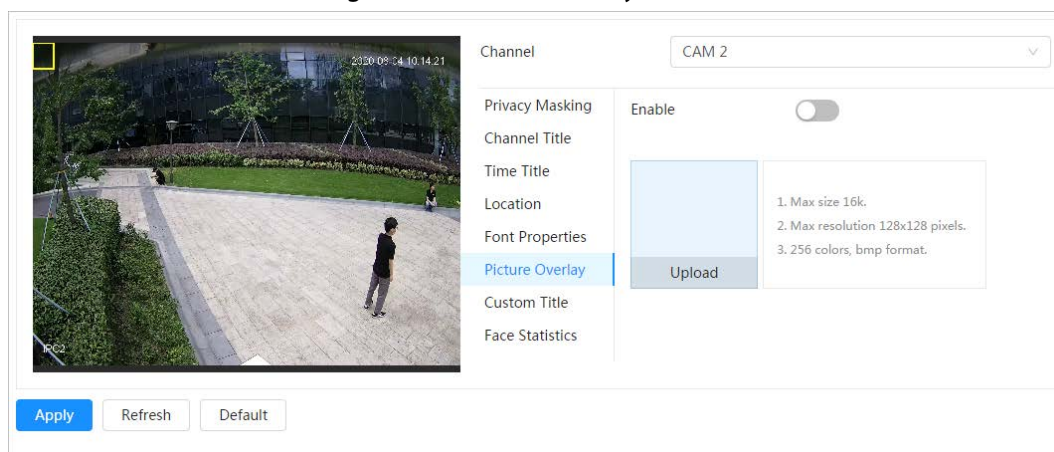 Channel
CAM 2
2020-09-04 10:14:21
Privacy Masking
Enable
Channel Title
Time Title
Location
Font Properties
Picture Overlay
Custom Title
Face Statistics
1. Max size 16k.
2. Max resolution 128x128 pixels.
3. 256 colors, bmp format.
Upload
IPC2
Apply
Refresh
Default